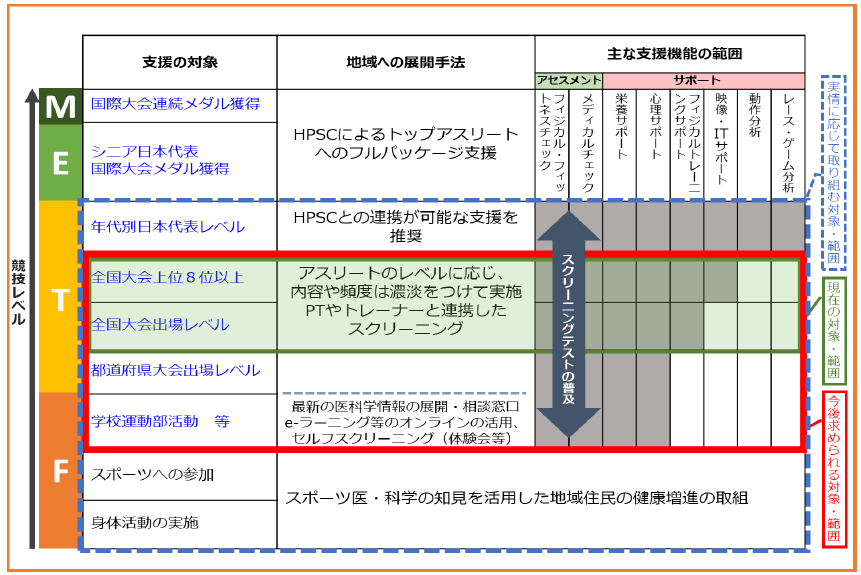 支援の対象
地域への展開手法
主な支援機能の範囲
アセスメント
サポート
フィジカル・フィッ
トネスチェック
メディカルチェック
栄養サポート
心理サポート
フィジカルトレーニ
ングサポート
映像・ITサポート
動作分析
レース・ゲーム分析
競技レベル
M
国際大会連続メダル獲得
E
シニア日本代表
国際大会メダル獲得
HPSCによるトップアスリート
へのフルパッケージ支援
T
年代別日本代表レベル
HPSCとの連携が可能な支援を
推奨
全国大会上位８位以上
全国大会出場レベル
アスリートのレベルに応じ、
内容や頻度は濃淡をつけて実施
PTやトレーナーと連携した
スクリーニング
都道府県大会出場レベル
F
学校運動部活動　等
最新の医科学情報の展開・相談窓口
e-ラーニング等のオンラインの活用、
セルフスクリーニング（体験会等）
スクリーニングテストの普及
スポーツへの参加
身体活動の実施
スポーツ医・科学の知見を活用した地域住民の健康増進の取組
実情に応じて取り組む対象・範囲
現在の対象・範囲
今後求められる対象・範囲